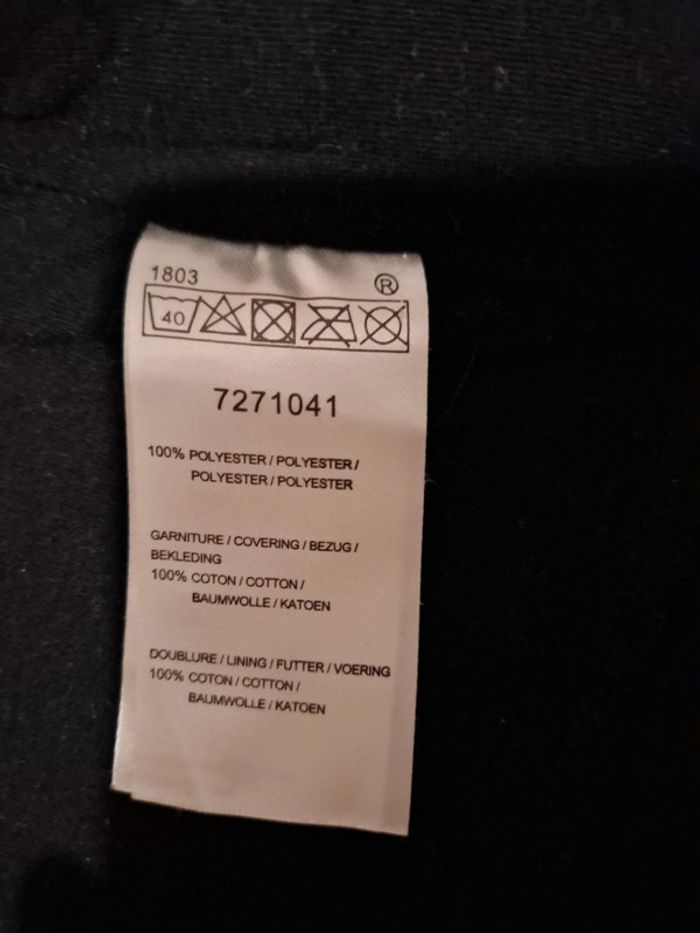 1803
®
40
7271041
100% POLYESTER / POLYESTER /
POLYESTER / POLYESTER
GARNITURE / COVERING / BEZUG /
BEKLEDING
100% COTON / COTTON /
BAUMWOLLE / KATOEN
DOUBLURE / LINING / FUTTER / VOERING
100% COTON / COTTON /
BAUMWOLLE / KATOEN